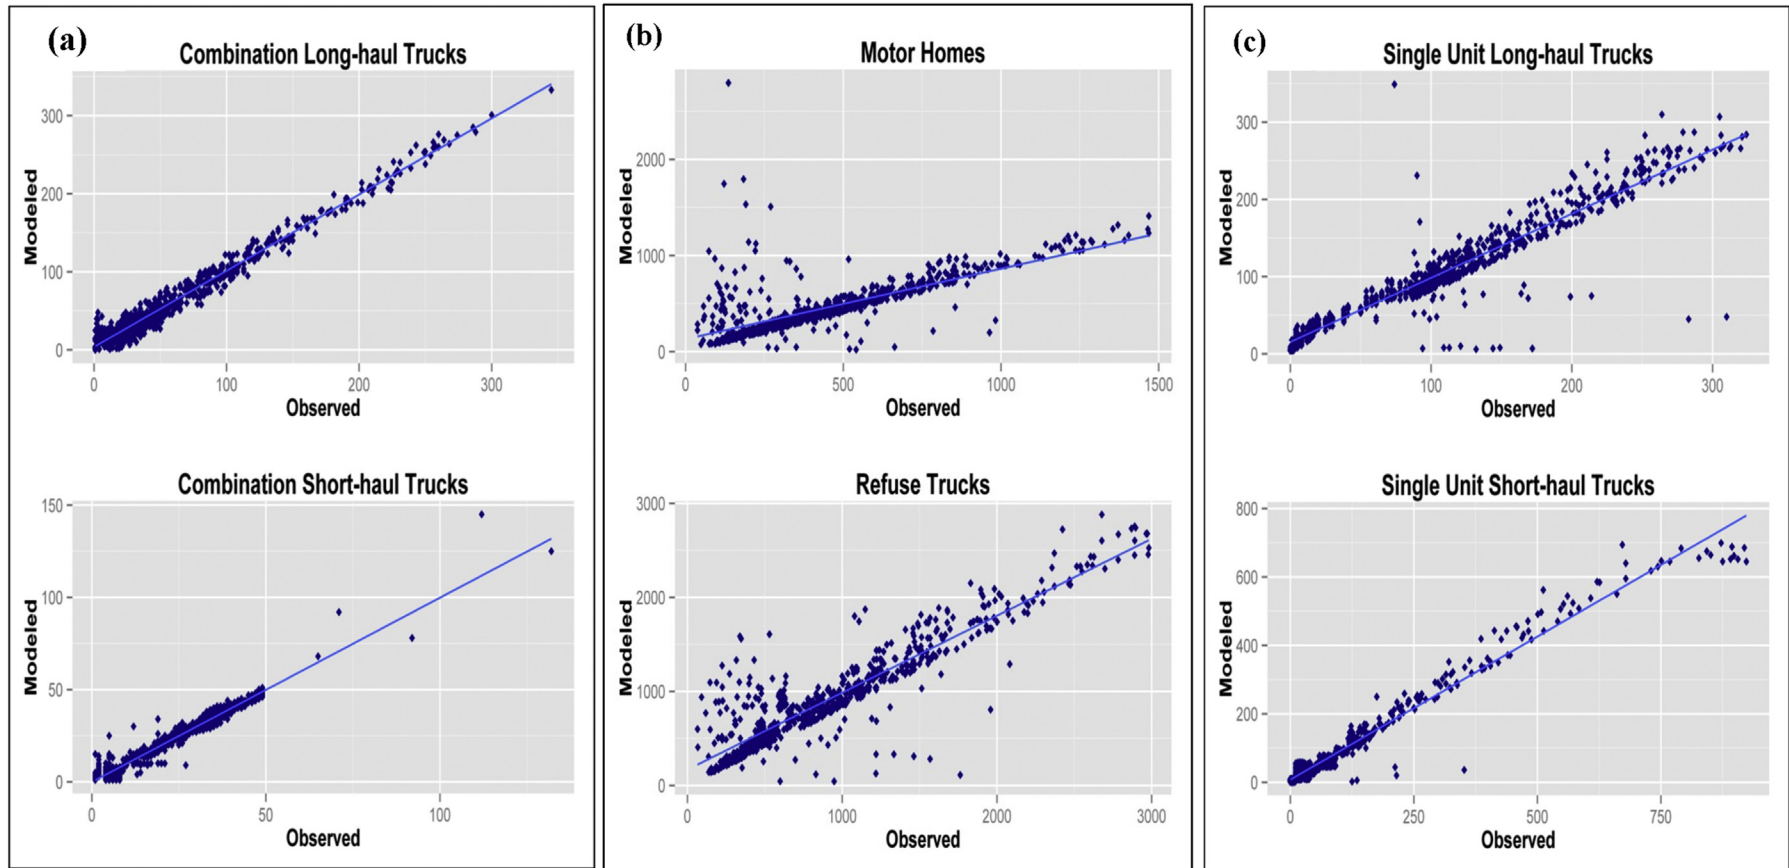 (a)
Combination Long-haul Trucks
300
200
100
0
Modeled
0 100 200 300
Observed
Combination Short-haul Trucks
150
100
50
0
Modeled
0 50 100
Observed
(b)
Motor Homes
2000
1000
0
Modeled
0 500 1000 1500
Observed
Refuse Trucks
3000
2000
1000
0
Modeled
0 1000 2000 3000
Observed
(c)
Single Unit Long-haul Trucks
300
200
100
0
Modeled
0 100 200 300
Observed
Single Unit Short-haul Trucks
800
600
400
200
0
Modeled
0 250 500 750
Observed